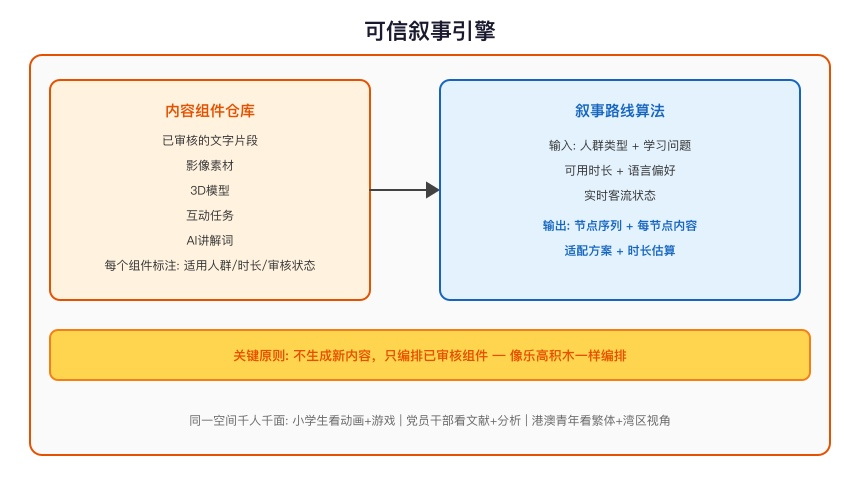 可信叙事引擎
内容组件仓库
已审核的文字片段
影像素材
3D模型
互动任务
AI讲解词
每个组件标注: 适用人群/时长/审核状态
叙事路线算法
输入: 人群类型 + 学习问题
可用时长 + 语言偏好
实时客流状态
输出: 节点序列 + 每节点内容
适配方案 + 时长估算
关键原则: 不生成新内容，只编排已审核组件 — 像乐高积木一样编排
同一空间千人千面: 小学生看动画+游戏 | 党员干部看文献+分析 | 港澳青年看繁体+湾区视角